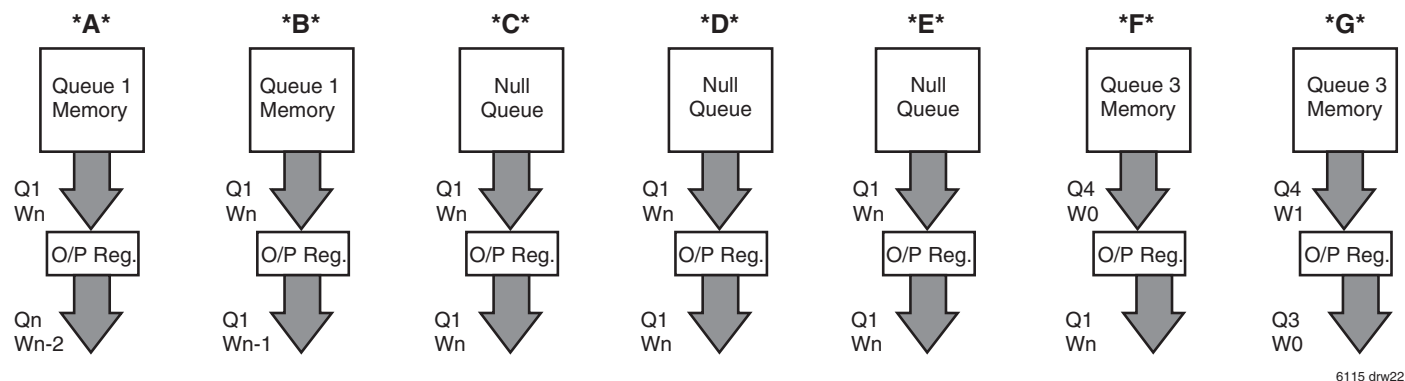 *A* *B* *C* *D* *E* *F* *G*
Queue 1 Memory
Queue 1 Memory
Null Queue
Null Queue
Null Queue
Queue 3 Memory
Queue 3 Memory
Q1 Wn
Q1 Wn
Q1 Wn
Q1 Wn
Q1 Wn
Q4 W0
Q4 W1
O/P Reg. O/P Reg. O/P Reg. O/P Reg. O/P Reg. O/P Reg. O/P Reg.
Qn Wn-2
Q1 Wn-1
Q1 Wn
Q1 Wn
Q1 Wn
Q1 Wn
Q3 W0
6115 drw22